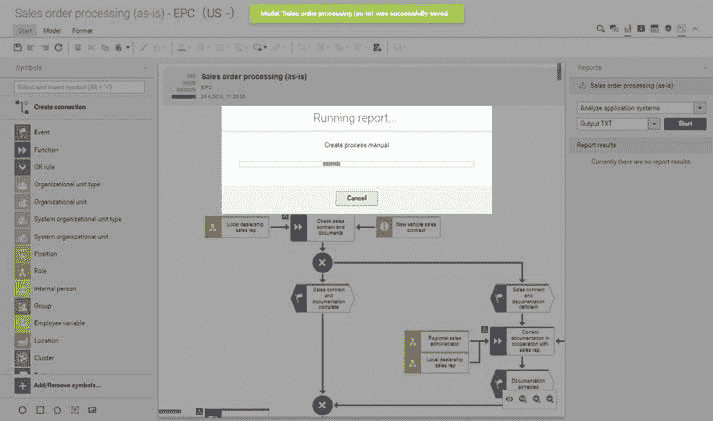 Sales order processing (as-is) - EPC (US -)
Model 'Sales order processing (as-is)' was successfully saved.
Start Model Format
Symbols
Select and insert symbol (Alt + Y)
Create connection
Event
Function
OR rule
Organizational unit type
Organizational unit
System organizational unit type
System organizational unit
Position
Role
Internal person
Group
Employee variable
Location
Cluster
Add/Remove symbols...
Sales order processing (as-is)
EPC
Running report...
Create process manual
Cancel
Local dealership sales rep
Check sales contract and documents
New vehicle sales contract
Sales contract and documentation complete
Sales contract and documentation deficient
Regional sales administrator
Local dealership sales rep
Correct documentation in cooperation with sales rep
Documentation corrected
Reports
Sales order processing (as-is)
Analyze application systems
Output TXT
Start
Report results
Currently there are no report results.